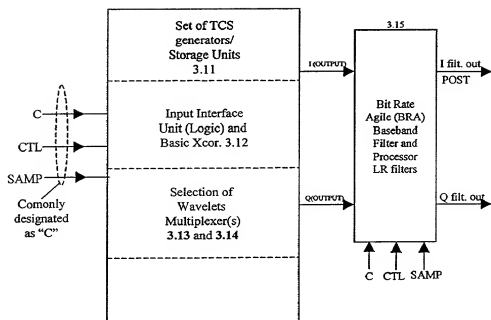 Set of TCS
generators/
Storage Units
3.11
Input Interface
Unit (Logic) and
Basic Xcor. 3.12
Selection of
Wavelets
Multiplexer(s)
3.13 and 3.14
C
CTL
SAMP
Comonly
designated
as "C"
I (OUTPUT)
Q(OUTPUT)
3.15
Bit Rate
Agile (BRA)
Baseband
Filter and
Processor
LR filters
I filt. out
POST
Q filt. out
C CTL SAMP